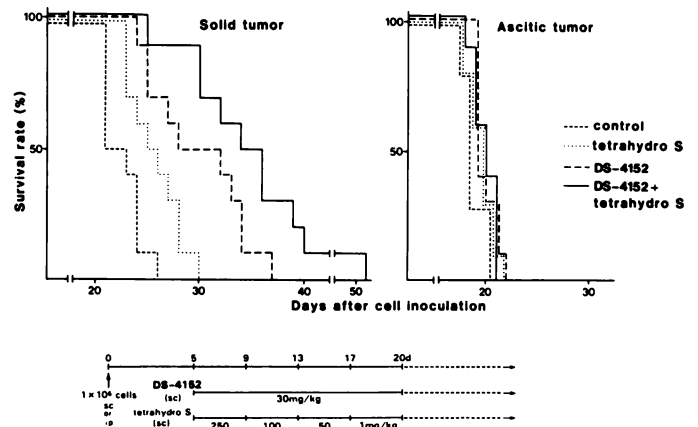 Solid tumor
Ascitic tumor
100
50
Survival rate (%)
20
30
40
50
100
50
20
30
Days after cell inoculation
control
tetrahydro S
DS-4152
DS-4152+
tetrahydro S
0
5
9
13
17
20d
1 × 10⁶ cells
sc
or
ip
DS-4152
(sc)
30mg/kg
tetrahydro S
(sc)
250
100
50
1mg/kg